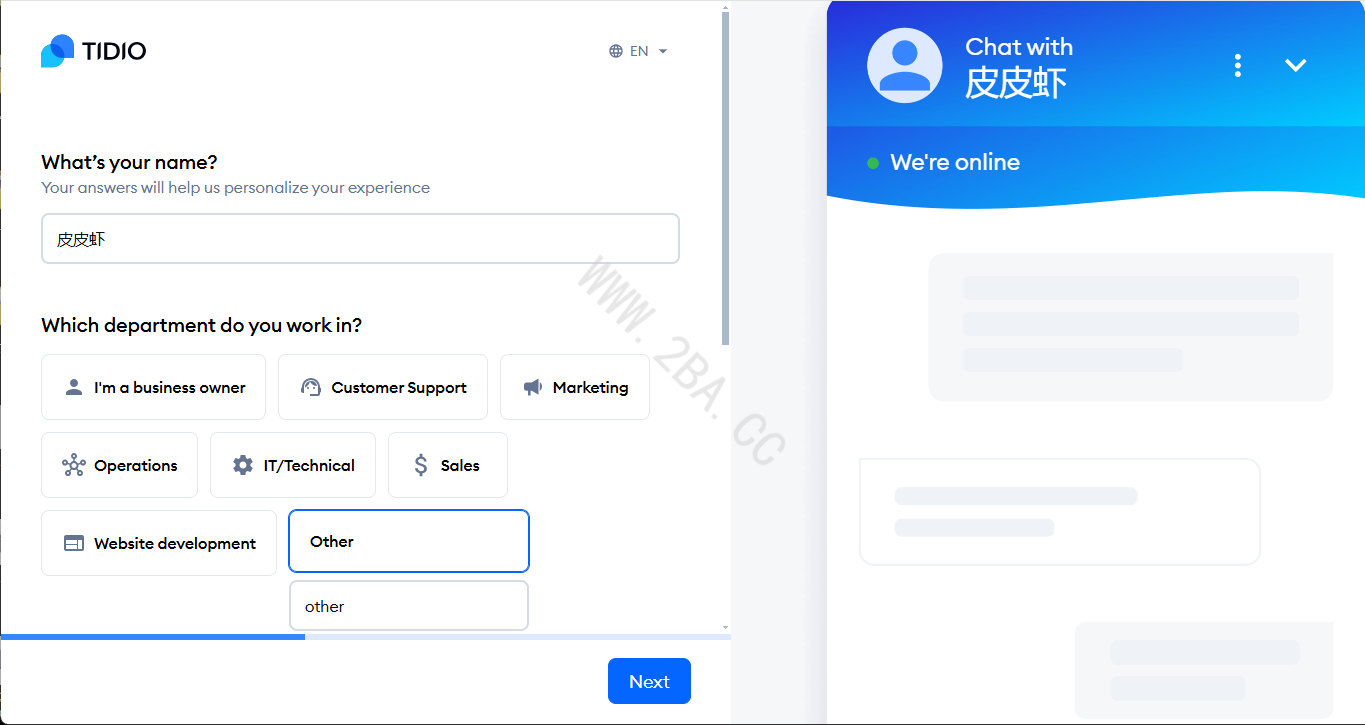 TIDIO
EN
What’s your name?
Your answers will help us personalize your experience
皮皮虾
Which department do you work in?
I'm a business owner
Customer Support
Marketing
Operations
IT/Technical
Sales
Website development
Other
other
Next
Chat with
皮皮虾
We're online
WWW.2BA.CC